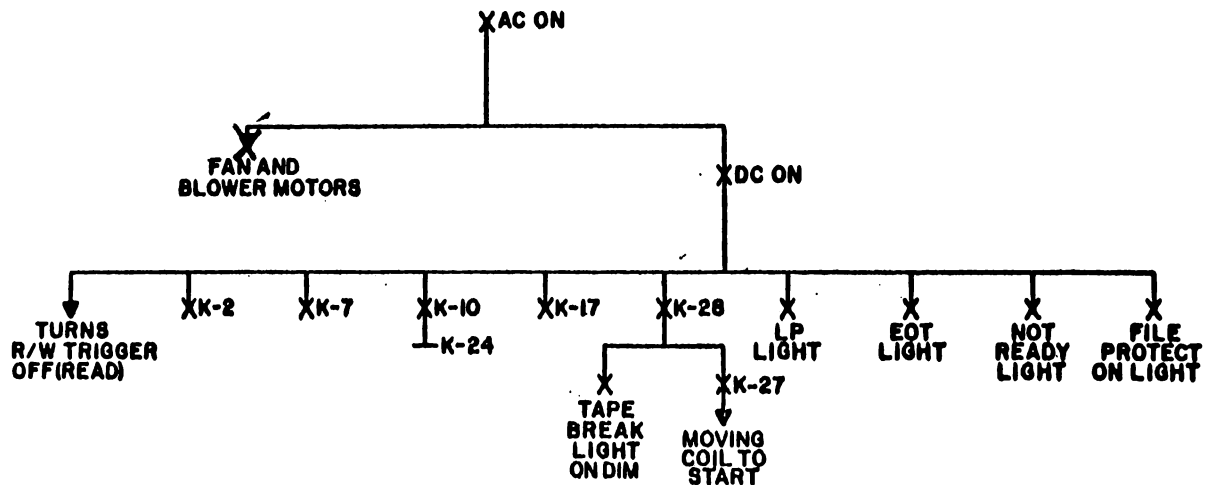 AC ON
FAN AND
BLOWER MOTORS
DC ON
TURNS
R/W TRIGGER
OFF(READ)
K-2
K-7
K-10
K-24
K-17
K-28
LP
LIGHT
EOT
LIGHT
NOT
READY
LIGHT
FILE
PROTECT
ON LIGHT
TAPE
BREAK
LIGHT
ON DIM
K-27
MOVING
COIL TO
START